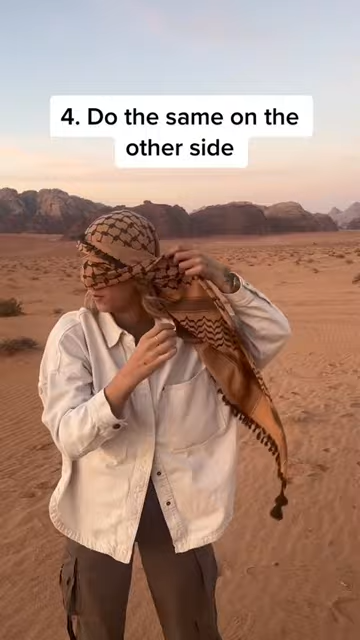 4. Do the same on the
other side